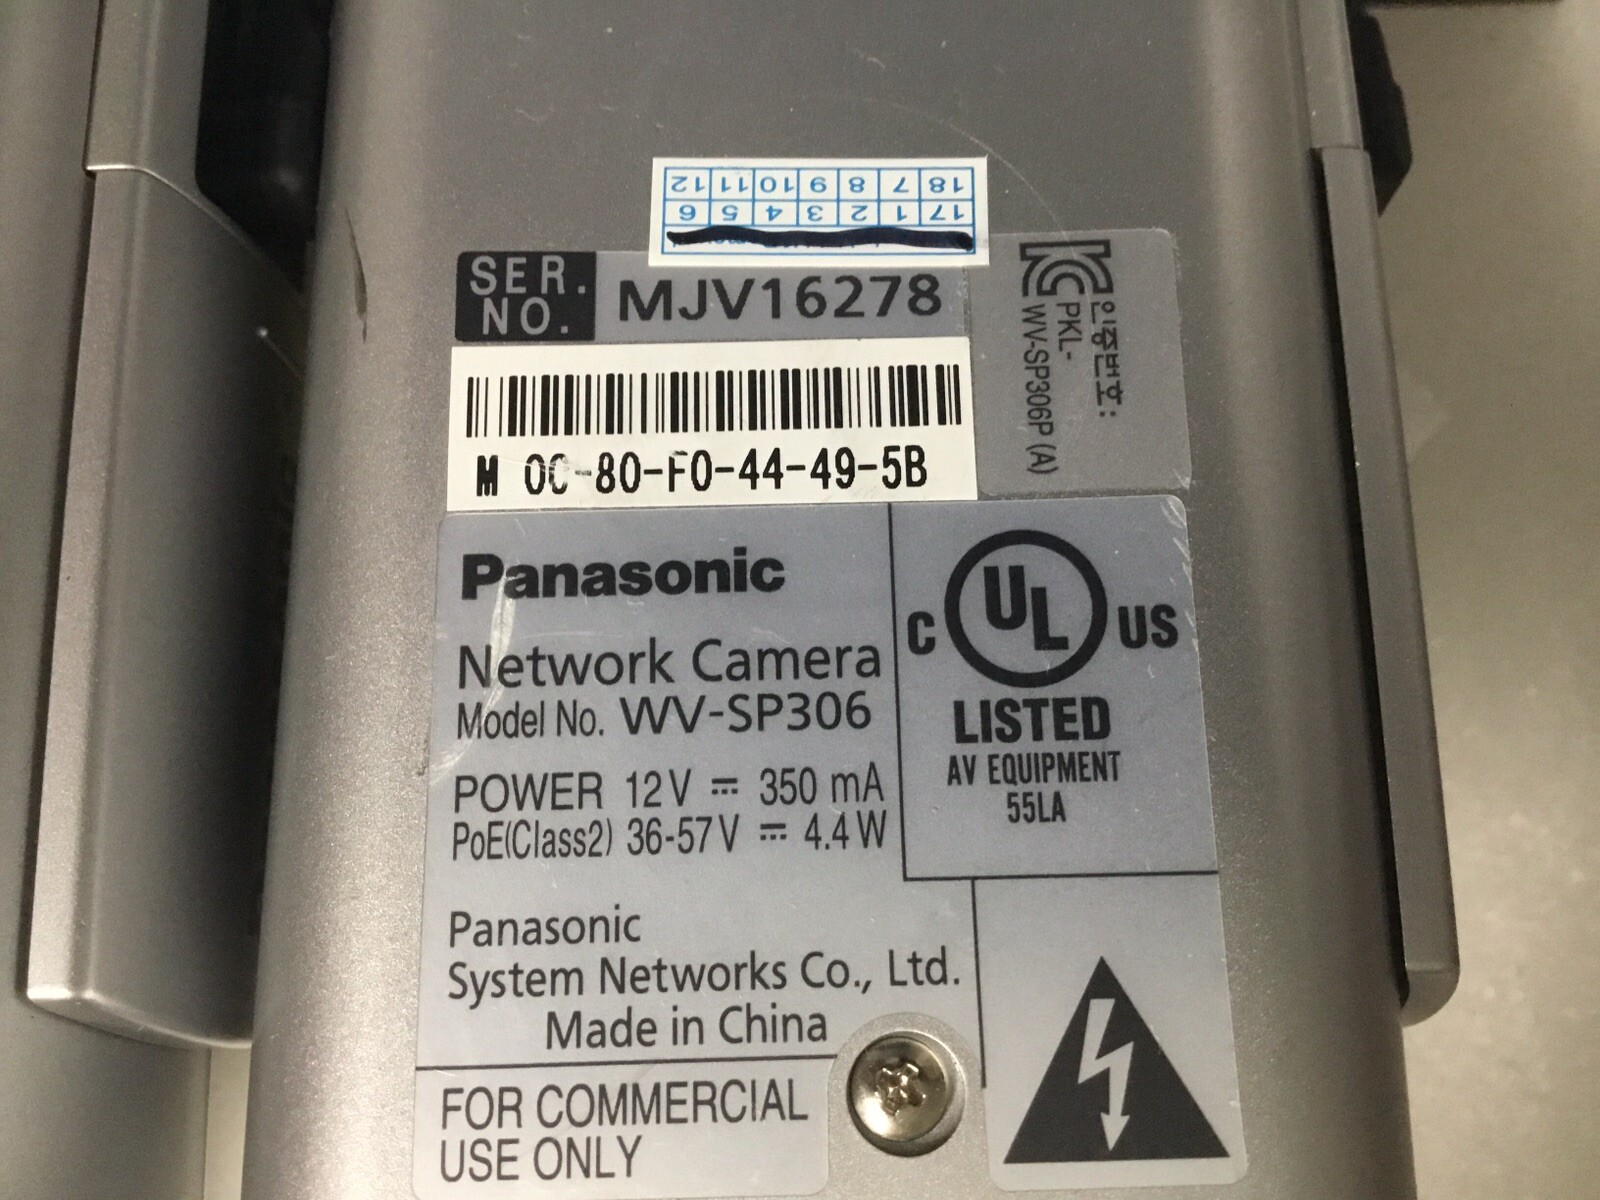 17 1 2 3 4 5 6
18 7 8 9 10 11 12
SER.
NO.
MJV16278
인증번호:
PKL-
WV-SP306P (A)
M 0C-80-F0-44-49-5B
Panasonic
Network Camera
Model No. WV-SP306
POWER 12V ⎓ 350 mA
PoE(Class2) 36-57V ⎓ 4.4W
C UL US
LISTED
AV EQUIPMENT
55LA
Panasonic
System Networks Co., Ltd.
Made in China
FOR COMMERCIAL
USE ONLY